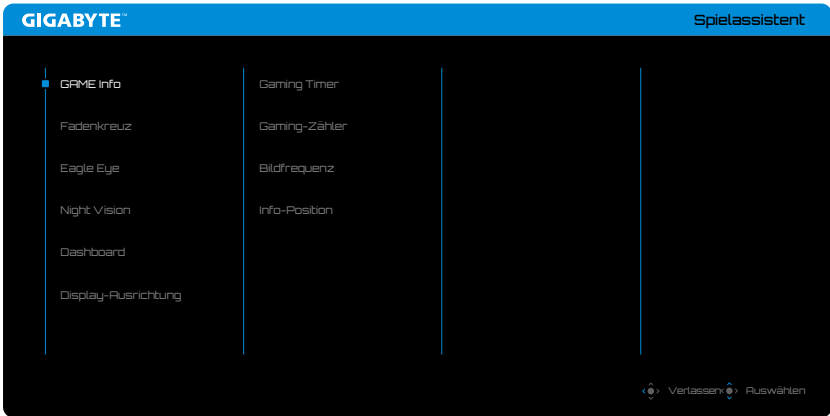 GIGABYTE™
Spielassistent
GAME Info
Fadenkreuz
Eagle Eye
Night Vision
Dashboard
Display-Ausrichtung
Gaming Timer
Gaming-Zähler
Bildfrequenz
Info-Position
Verlassen
Auswählen